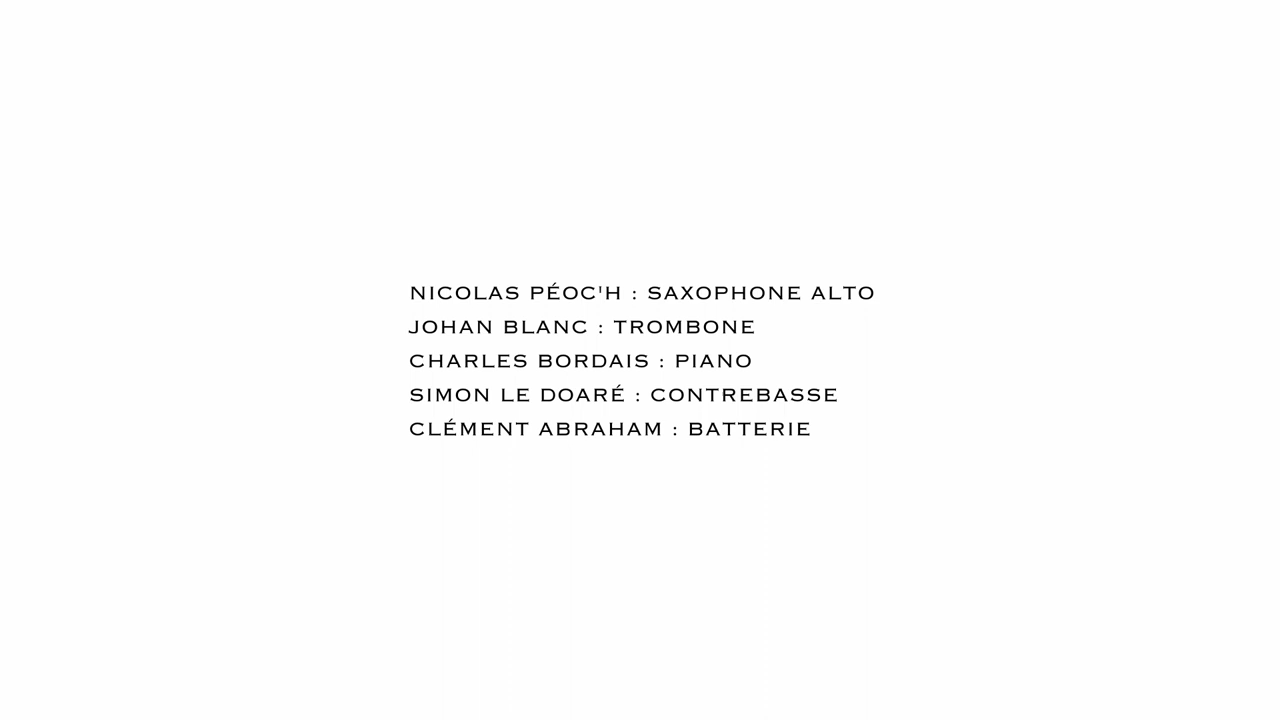 NICOLAS PÉOC'H : SAXOPHONE ALTO
JOHAN BLANC : TROMBONE
CHARLES BORDAIS : PIANO
SIMON LE DOARÉ : CONTREBASSE
CLÉMENT ABRAHAM : BATTERIE